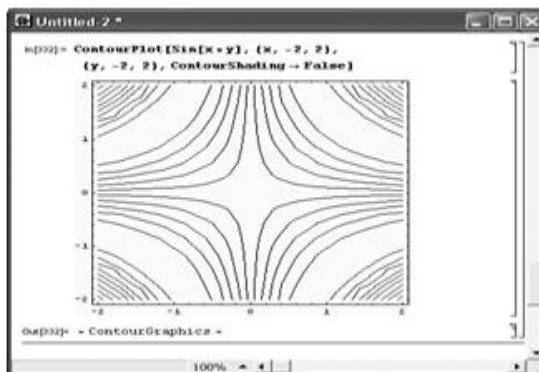 Untitled-2 *
In[332]:= ContourPlot[Sin[x*y], {x, -2, 2},
{y, -2, 2}, ContourShading → False]
2
1
0
-1
-2
-2 -1 0 1 2
Out[332]= - ContourGraphics -
100%